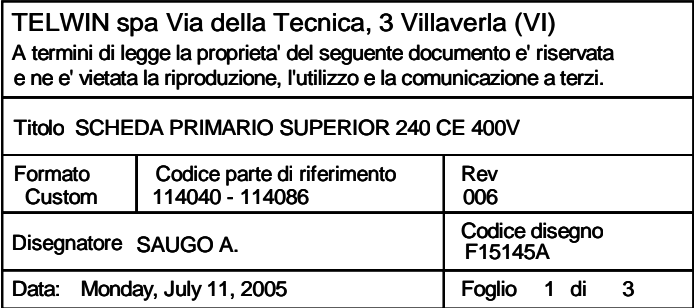 TELWIN spa Via della Tecnica, 3 Villaverla (VI)
A termini di legge la proprieta' del seguente documento e' riservata
e ne e' vietata la riproduzione, l'utilizzo e la comunicazione a terzi.
Titolo SCHEDA PRIMARIO SUPERIOR 240 CE 400V
Formato
Custom
Codice parte di riferimento
114040 - 114086
Rev
006
Disegnatore SAUGO A.
Codice disegno
F15145A
Data: Monday, July 11, 2005
Foglio 1 di 3